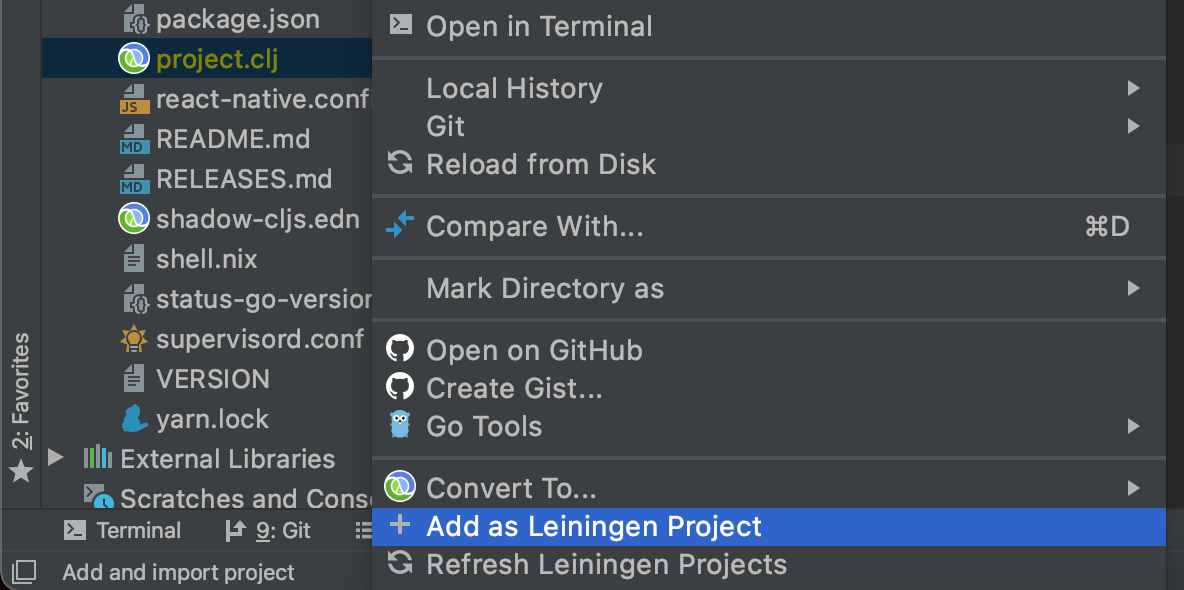 package.json
project.clj
react-native.conf
README.md
RELEASES.md
shadow-cljs.edn
shell.nix
status-go-version
supervisord.conf
VERSION
yarn.lock
External Libraries
Scratches and Conso
2: Favorites
Terminal
9: Git
Add and import project
Open in Terminal
Local History
Git
Reload from Disk
Compare With... ⌘D
Mark Directory as
Open on GitHub
Create Gist...
Go Tools
Convert To...
Add as Leiningen Project
Refresh Leiningen Projects